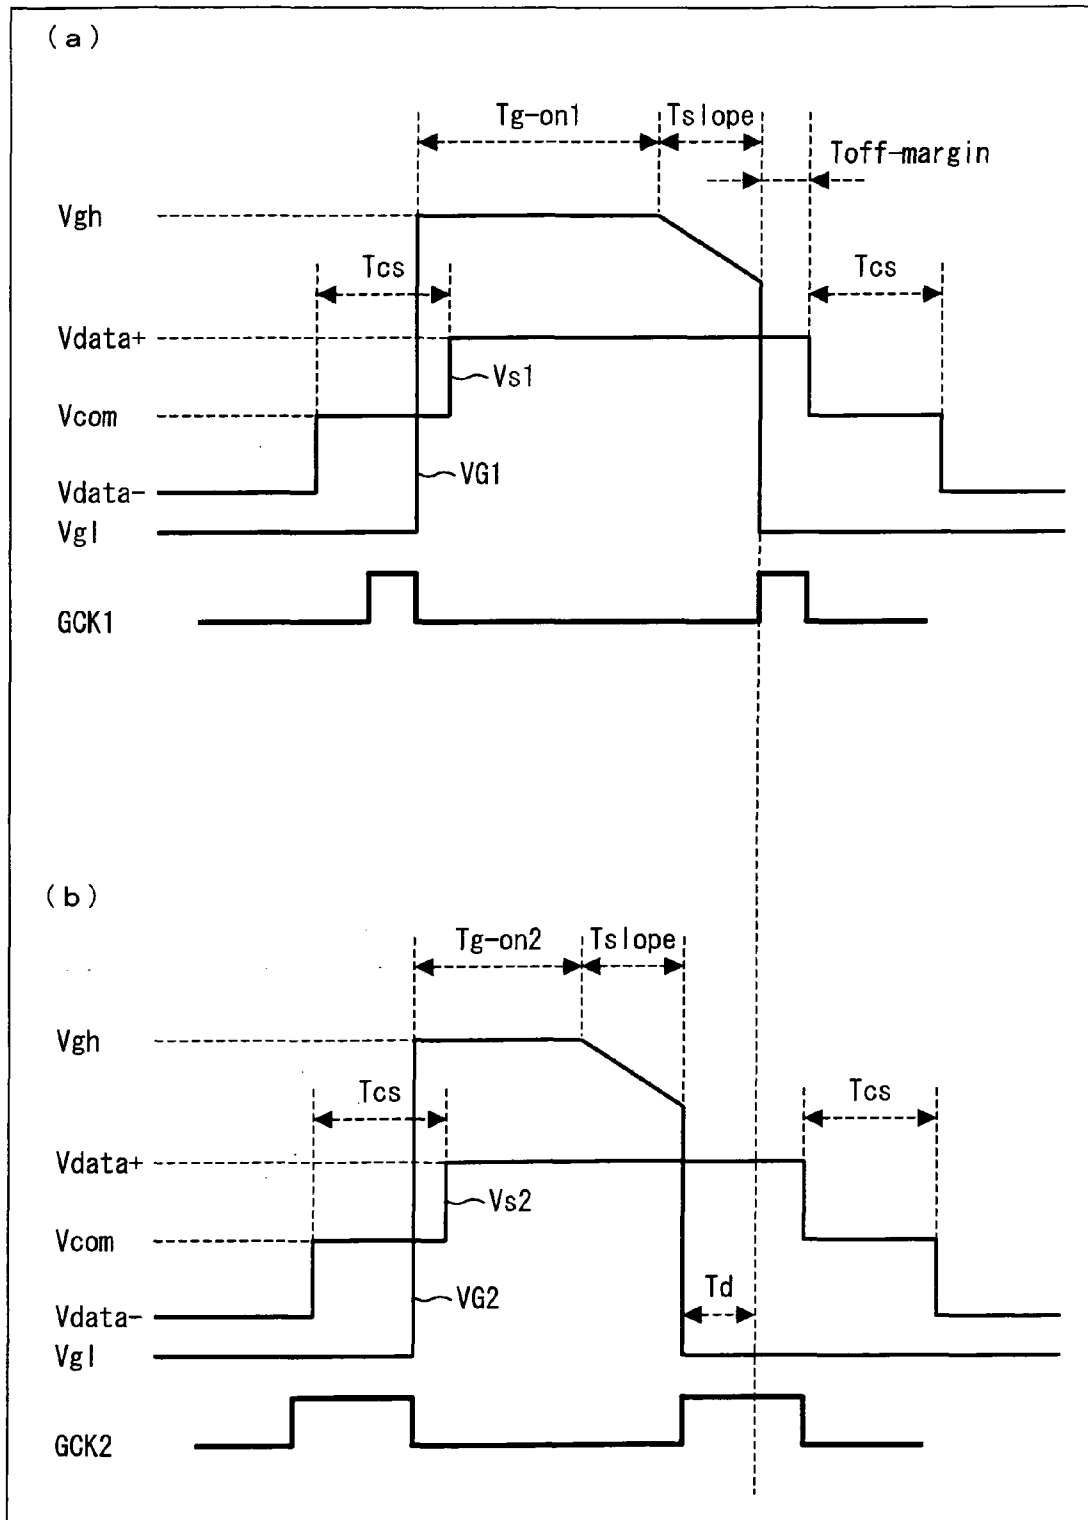 (a)
Tg-on1
Tslope
Toff-margin
Vgh
Tcs
Tcs
Vdata+
Vs1
Vcom
VG1
Vdata-
Vgl
GCK1
(b)
Tg-on2
Tslope
Vgh
Tcs
Tcs
Vdata+
Vs2
Vcom
Td
VG2
Vdata-
Vgl
GCK2